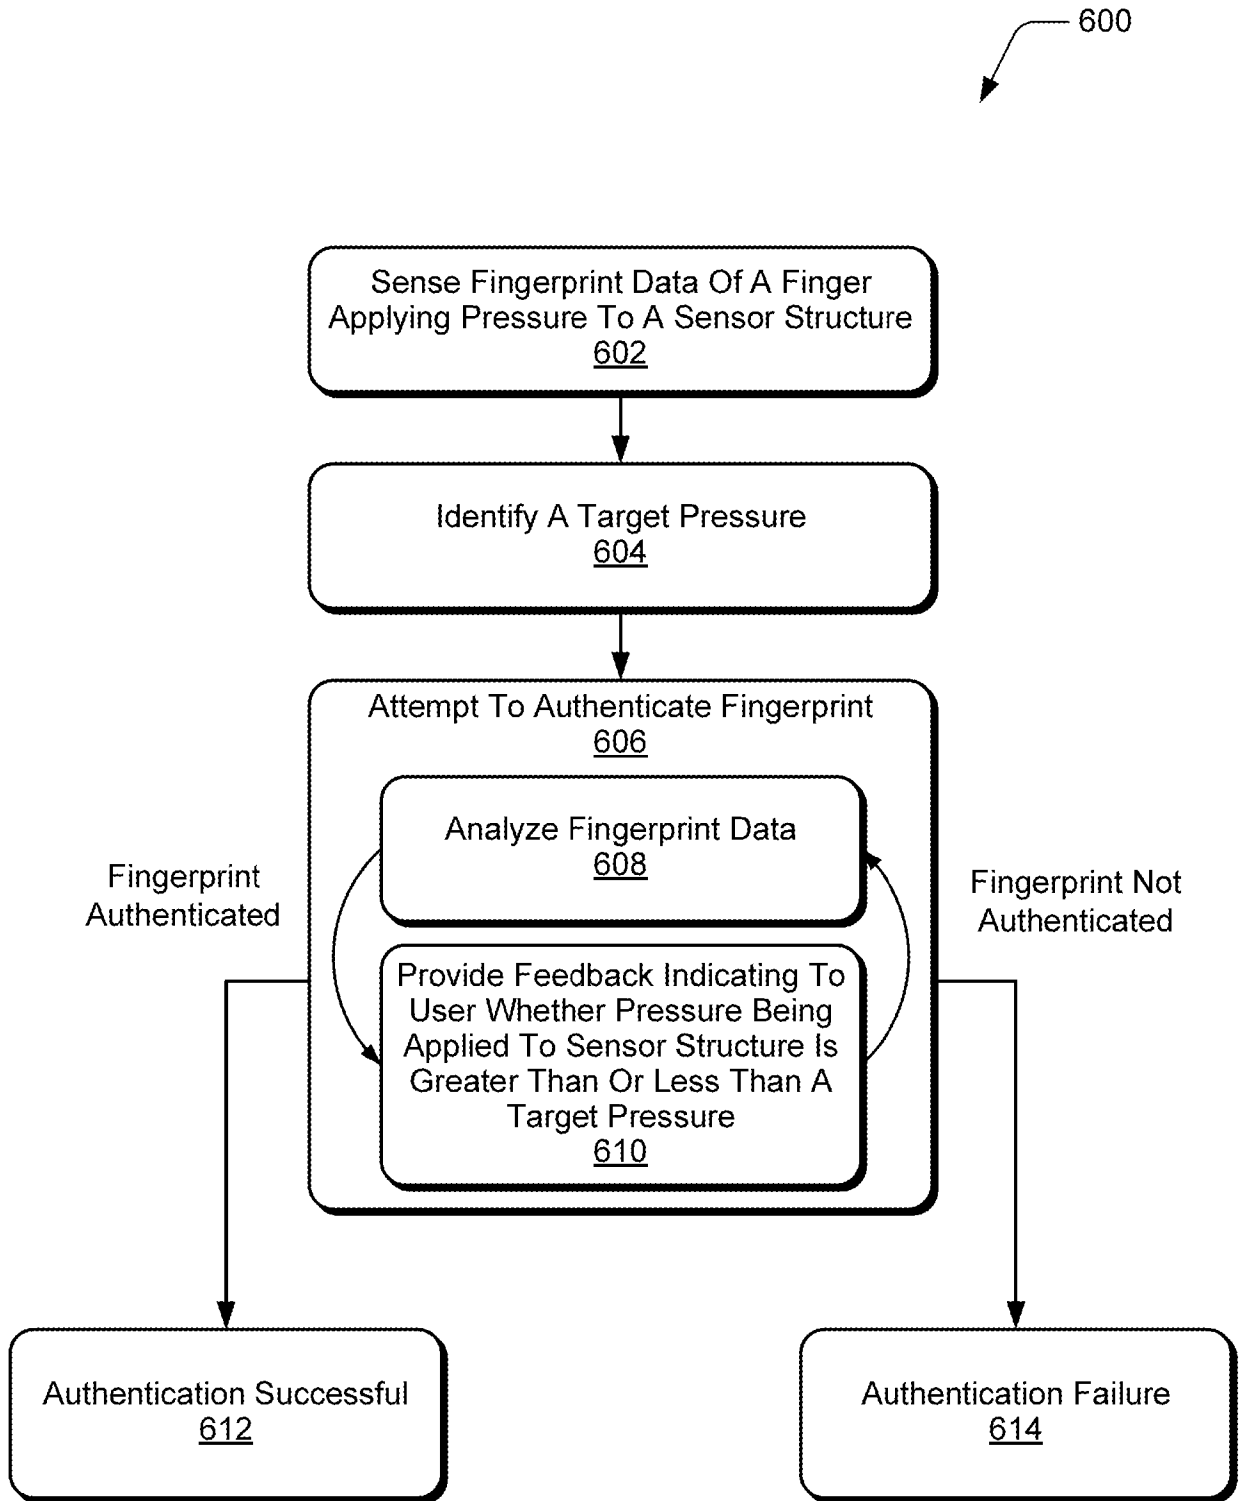 600
Sense Fingerprint Data Of A Finger
Applying Pressure To A Sensor Structure
602
Identify A Target Pressure
604
Attempt To Authenticate Fingerprint
606
Analyze Fingerprint Data
608
Fingerprint
Authenticated
Fingerprint Not
Authenticated
Provide Feedback Indicating To
User Whether Pressure Being
Applied To Sensor Structure Is
Greater Than Or Less Than A
Target Pressure
610
Authentication Successful
612
Authentication Failure
614